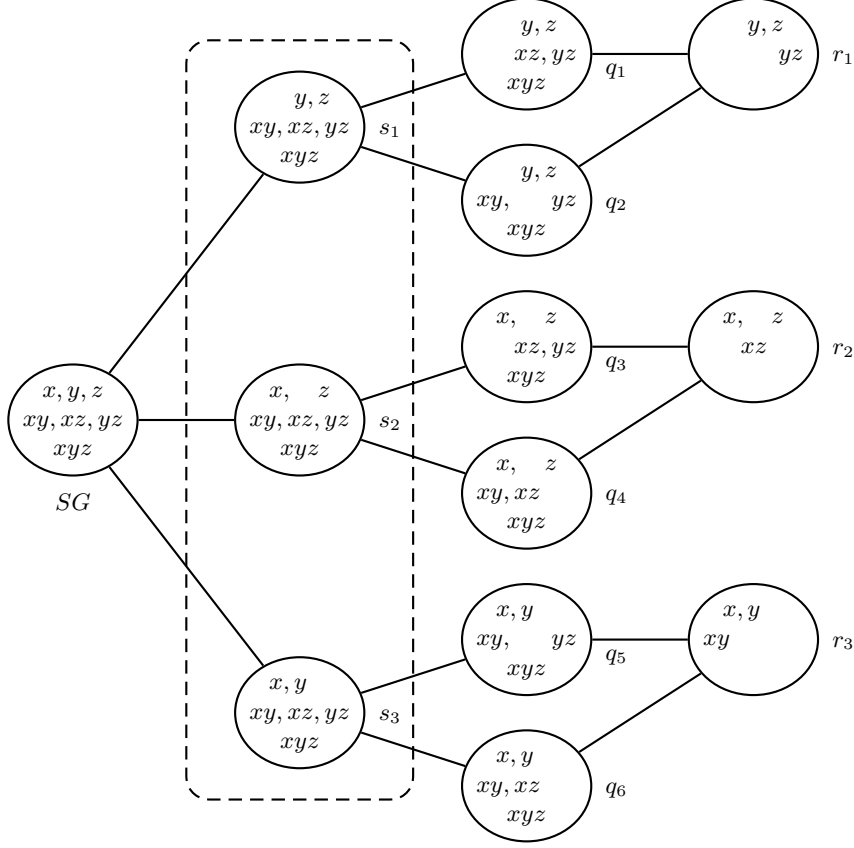 x, y, z
xy, xz, yz
xyz
SG
y, z
xy, xz, yz
xyz
s₁
x, z
xy, xz, yz
xyz
s₂
x, y
xy, xz, yz
xyz
s₃
y, z
xz, yz
xyz
q₁
y, z
xy, yz
xyz
q₂
x, z
xz, yz
xyz
q₃
x, z
xy, xz
xyz
q₄
x, y
xy, yz
xyz
q₅
x, y
xy, xz
xyz
q₆
y, z
yz
r₁
x, z
xz
r₂
x, y
xy
r₃